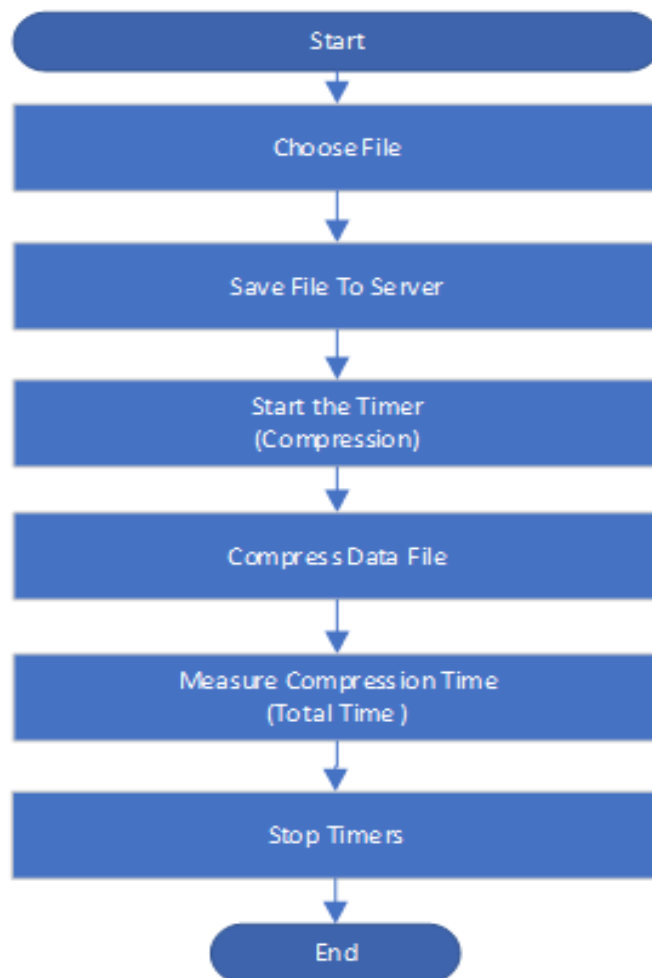 Start
Choose File
Save File To Server
Start the Timer
(Compression)
Compress Data File
Measure Compression Time
(Total Time )
Stop Timers
End